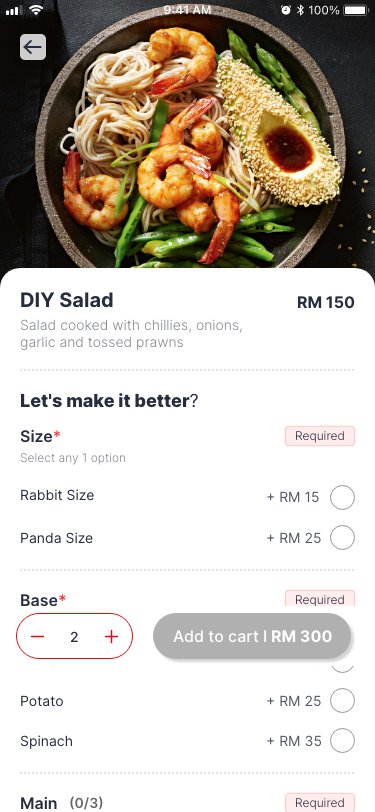 9:41 AM
100%
DIY Salad
RM 150
Salad cooked with chillies, onions,
garlic and tossed prawns
Let's make it better?
Size*
Required
Select any 1 option
Rabbit Size
+ RM 15
Panda Size
+ RM 25
Base*
Required
2
Add to cart l RM 300
Potato
+ RM 25
Spinach
+ RM 35
Main (0/3)
Required